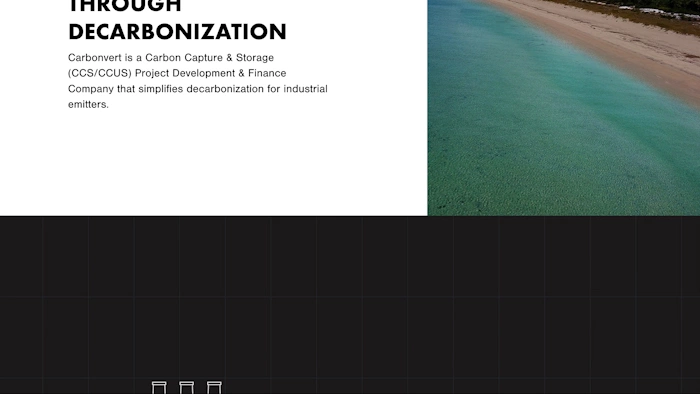 THROUGH
DECARBONIZATION
Carbonvert is a Carbon Capture & Storage
(CCS/CCUS) Project Development & Finance
Company that simplifies decarbonization for industrial
emitters.